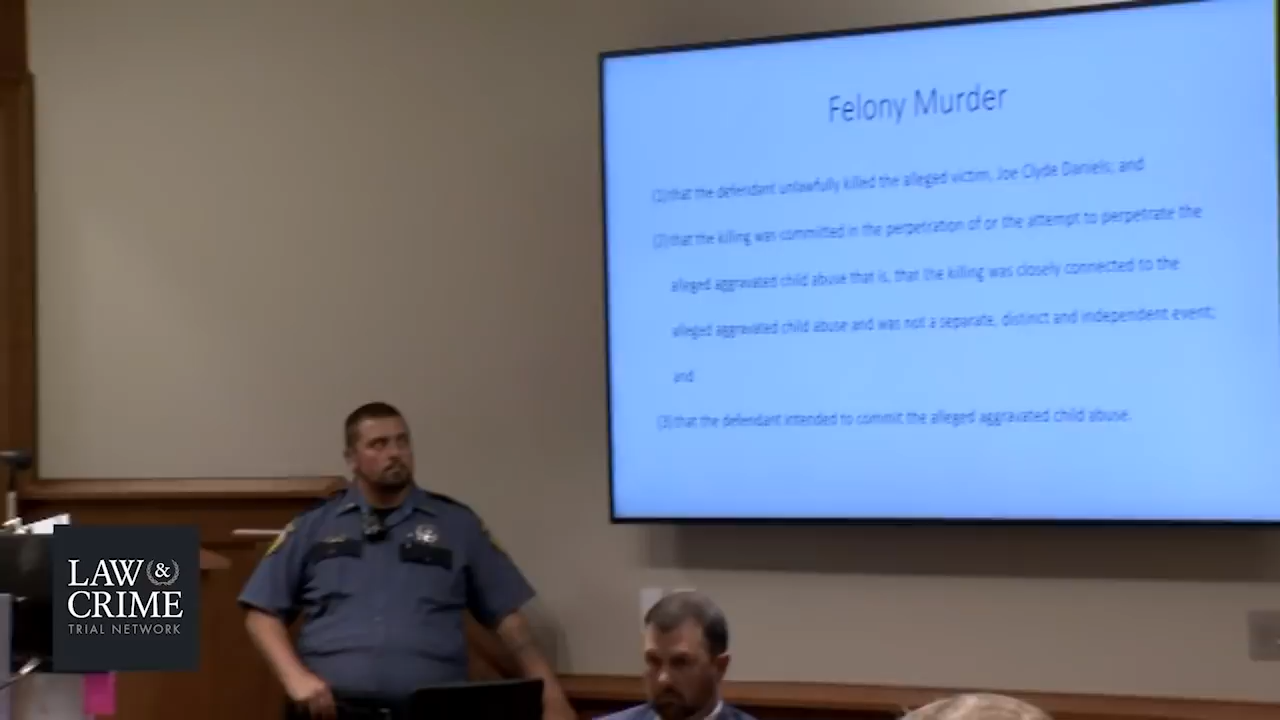 Felony Murder
(1)that the defendant unlawfully killed the alleged victim, Joe Clyde Daniels; and
(2)that the killing was committed in the perpetration of or the attempt to perpetrate the
alleged aggravated child abuse that is, that the killing was closely connected to the
alleged aggravated child abuse and was not a separate, distinct and independent event;
and
(3)that the defendant intended to commit the alleged aggravated child abuse.
LAW &
CRIME
TRIAL NETWORK